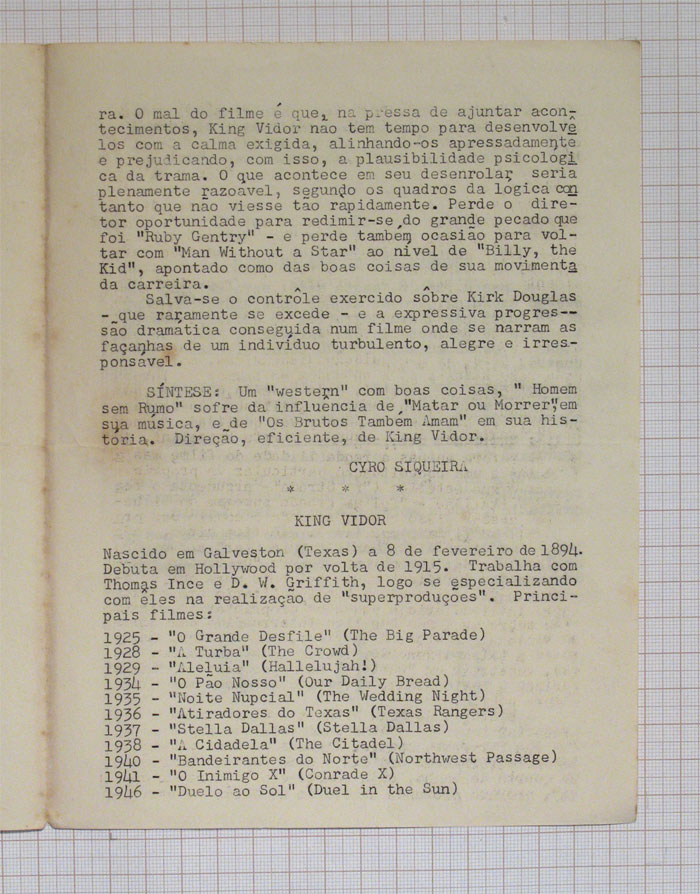 ra. O mal do filme é que, na pressa de ajuntar acon-
tecimentos, King Vidor nao tem tempo para desenvolve
los com a calma exigida, alinhando-os apressadamente
e prejudicando, com isso, a plausibilidade psicologi
ca da trama. O que acontece em seu desenrolar seria
plenamente razoavel, segundo os quadros da lógica con
tanto que não viesse tão rapidamente. Perde o dire-
tor oportunidade para redimir-se do grande pecado que
foi "Ruby Gentry" - e perde também ocasião para vol-
tar com "Man Without a Star" ao nível de "Billy, the
Kid", apontado como das boas coisas de sua movimenta
da carreira.
Salva-se o contrôle exercido sôbre Kirk Douglas
- que raramente se excede - e a expressiva progres--
são dramática conseguida num filme onde se narram as
façanhas de um indivíduo turbulento, alegre e irres-
ponsável.
SÍNTESE: Um "western" com boas coisas, " Homem
sem Rumo" sofre da influencia de "Matar ou Morrer", em
sua musica, e de "Os Brutos Também Amam" em sua his-
tória. Direção, eficiente, de King Vidor.
CYRO SIQUEIRA
* * *
KING VIDOR
Nascido em Galveston (Texas) a 8 de fevereiro de 1894.
Debuta em Hollywood por volta de 1915. Trabalha com
Thomas Ince e D. W. Griffith, logo se especializando
com êles na realização de "superproduções". Princi-
pais filmes:
1925 - "O Grande Desfile" (The Big Parade)
1928 - "A Turba" (The Crowd)
1929 - "Aleluia" (Hallelujah!)
1934 - "O Pão Nosso" (Our Daily Bread)
1935 - "Noite Nupcial" (The Wedding Night)
1936 - "Atiradores do Texas" (Texas Rangers)
1937 - "Stella Dallas" (Stella Dallas)
1938 - "A Cidadela" (The Citadel)
1940 - "Bandeirantes do Norte" (Northwest Passage)
1941 - "O Inimigo X" (Conrade X)
1946 - "Duelo ao Sol" (Duel in the Sun)